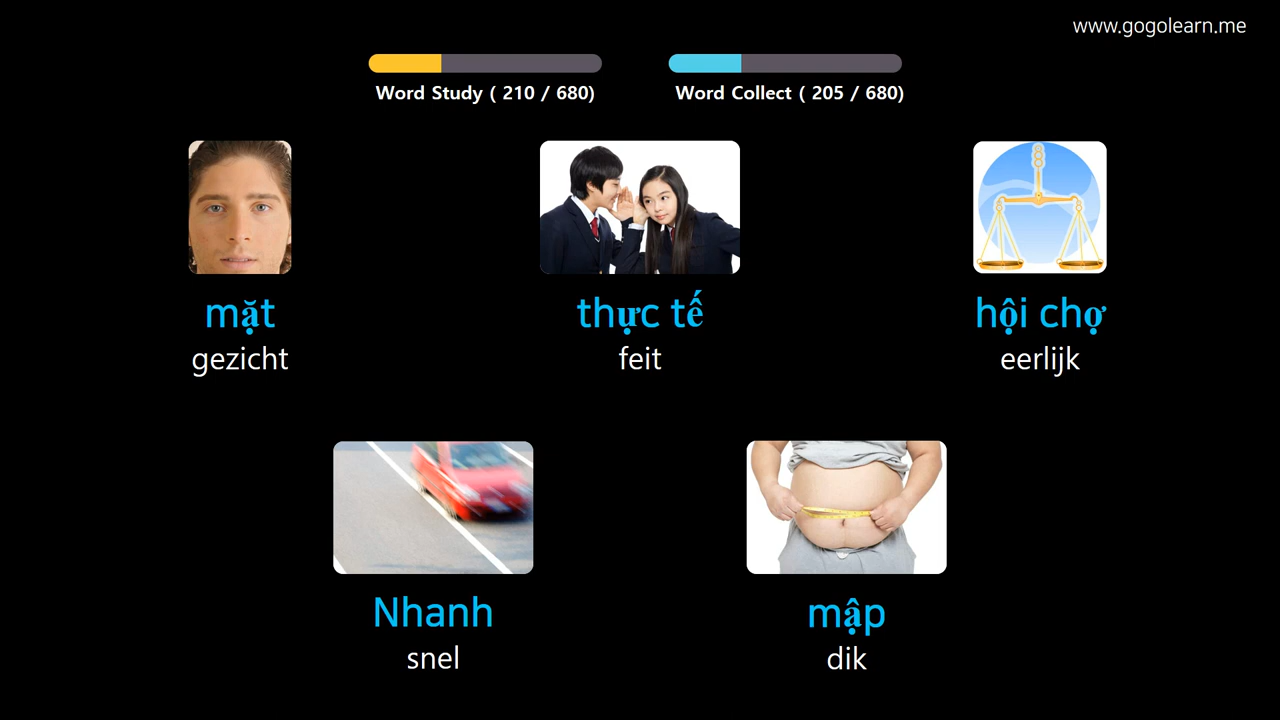 www.gogolearn.me
Word Study ( 210 / 680)
Word Collect ( 205 / 680)
mặt
gezicht
thực tế
feit
hội chợ
eerlijk
Nhanh
snel
mập
dik